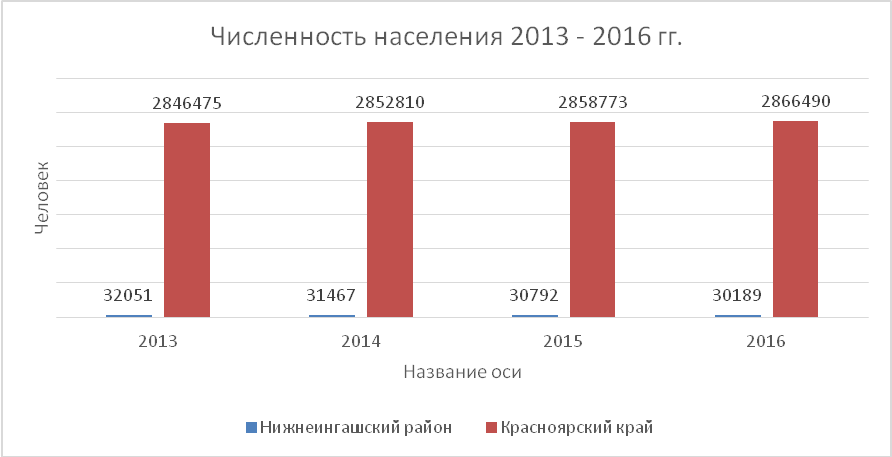 Численность населения 2013 - 2016 гг.
Человек
2846475 2852810 2858773 2866490
32051 31467 30792 30189
2013 2014 2015 2016
Название оси
Нижнеингашский район Красноярский край